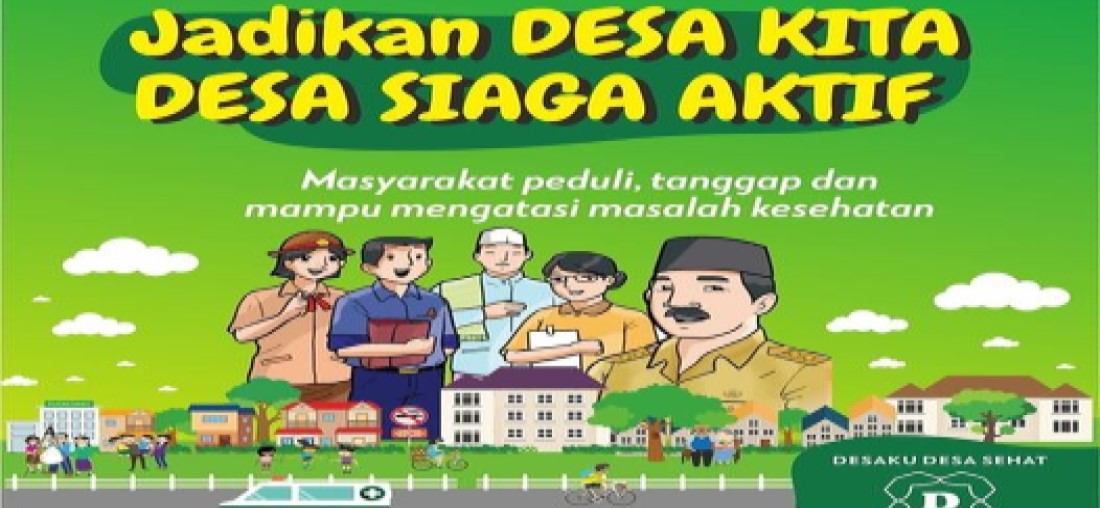 Jadikan DESA KITA
DESA SIAGA AKTIF
Masyarakat peduli, tanggap dan
mampu mengatasi masalah kesehatan
DESAKU DESA SEHAT